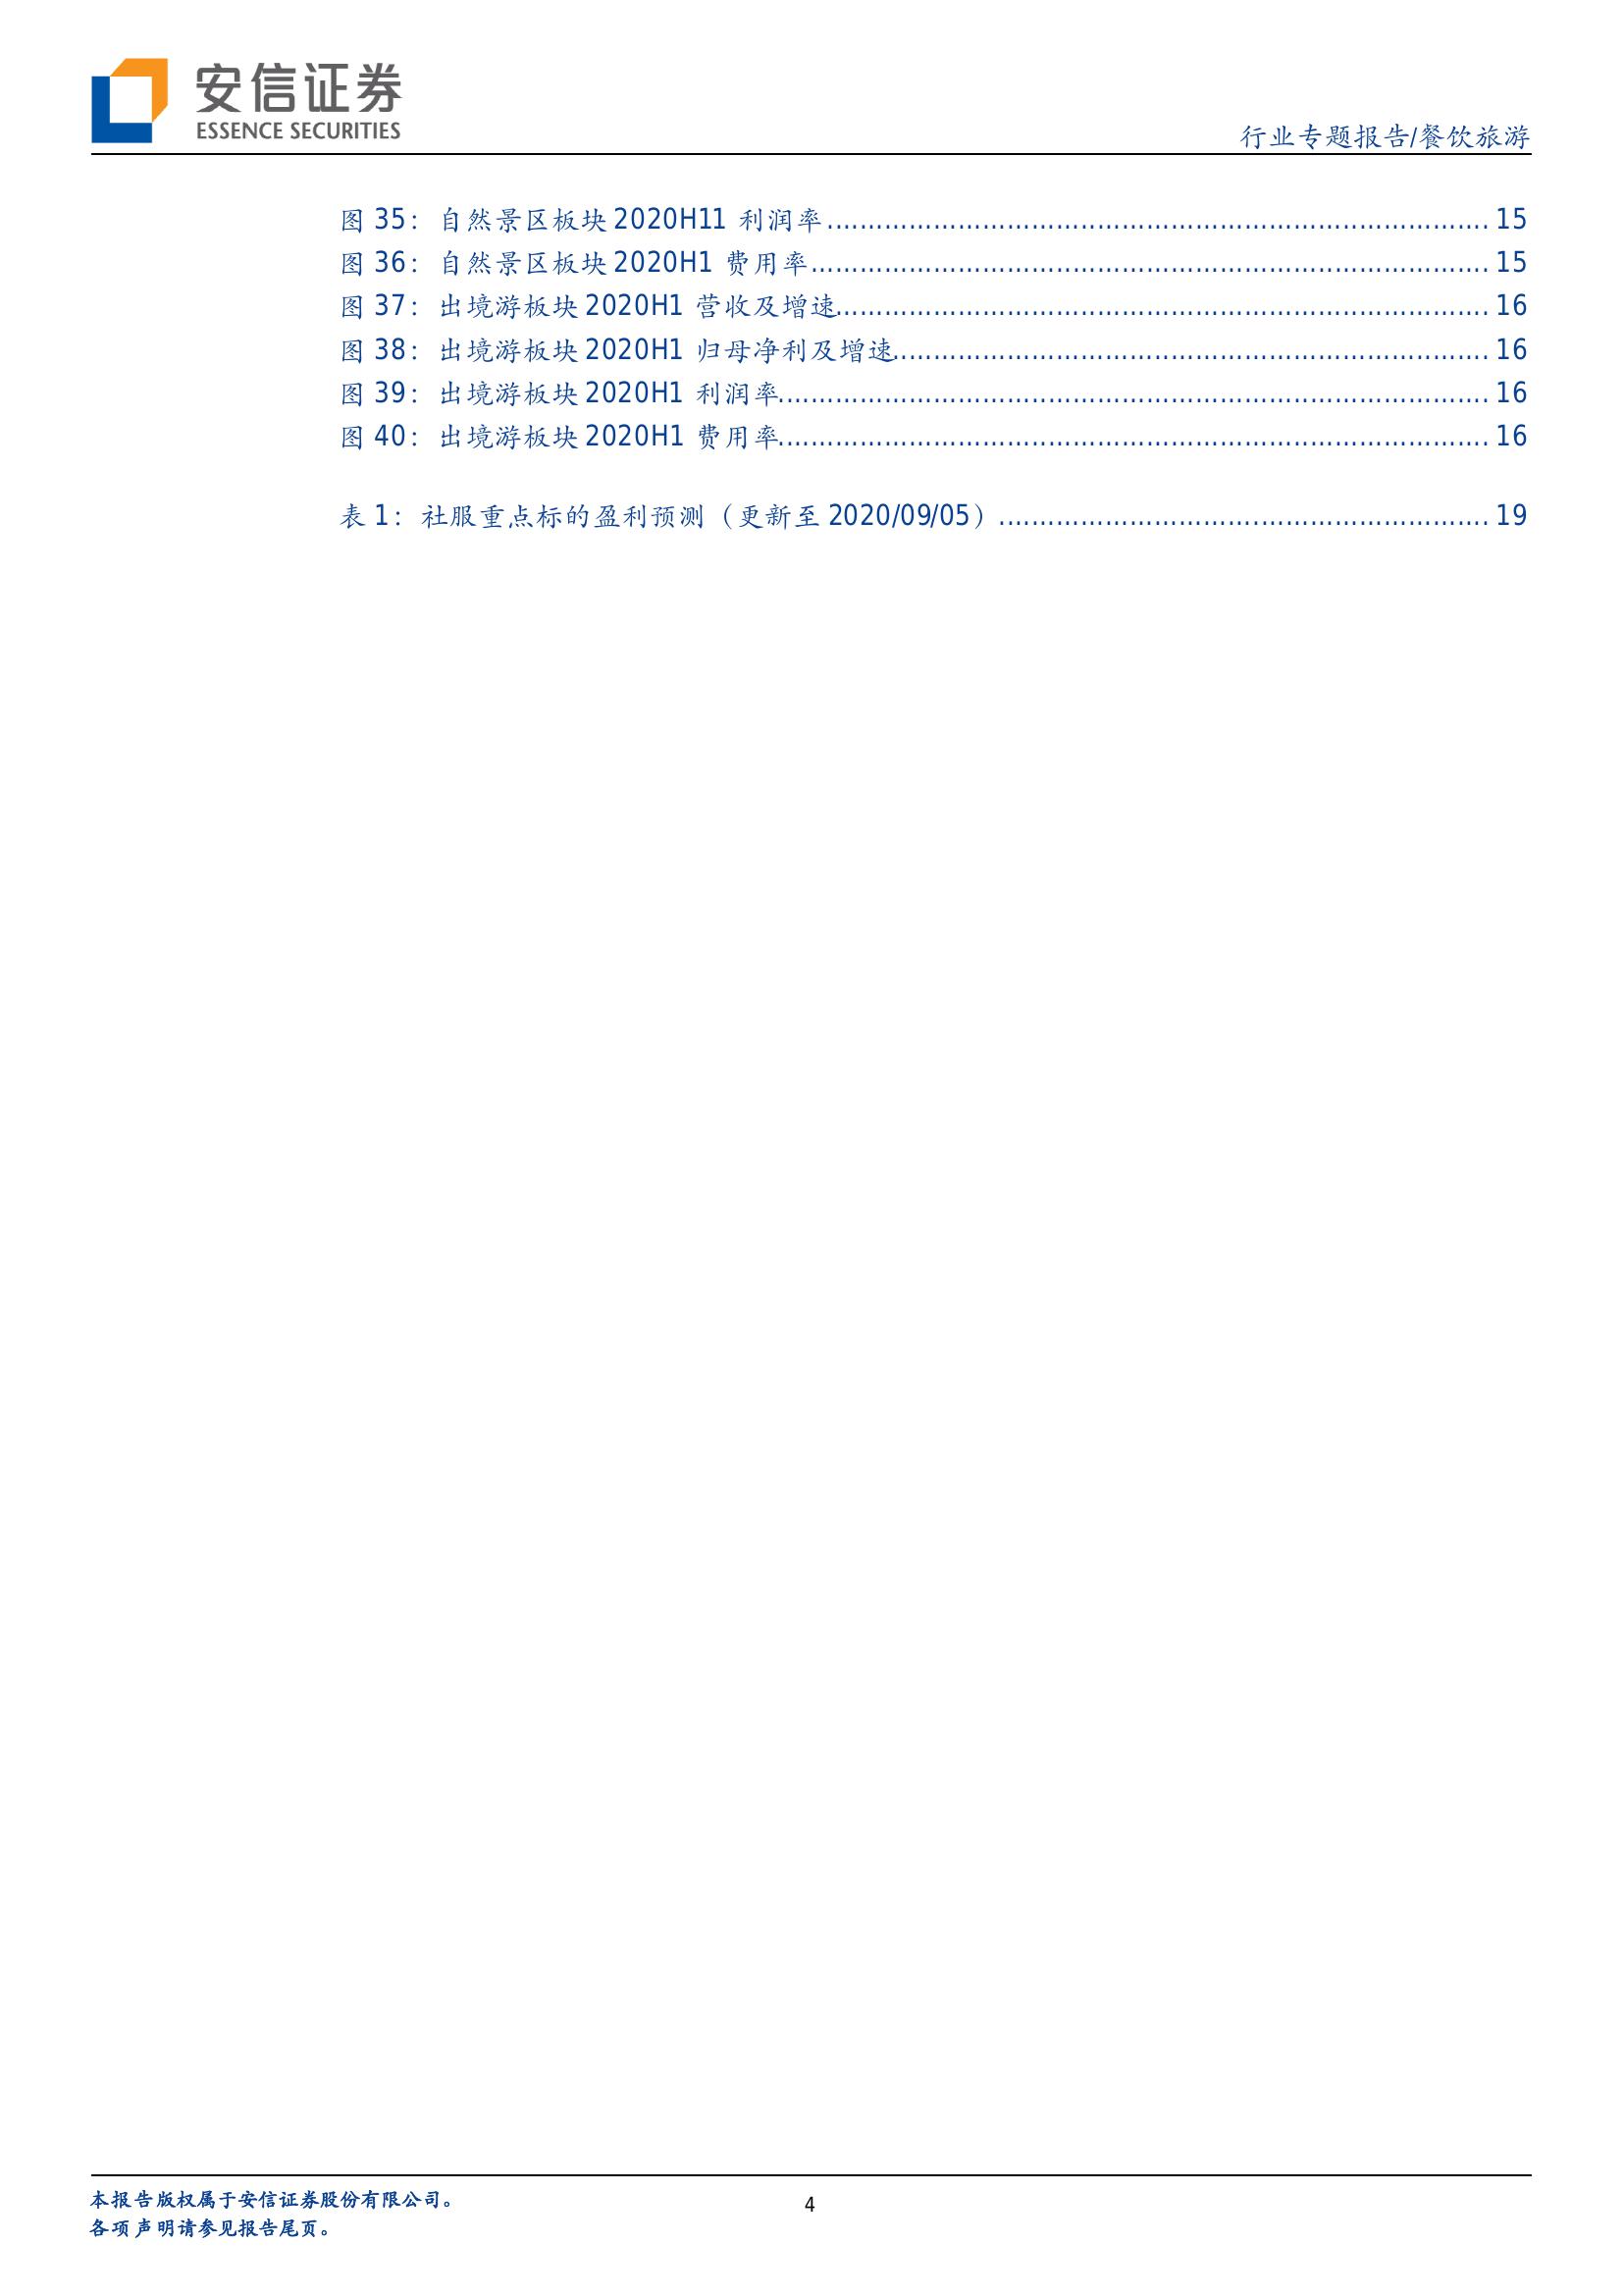 安信证券
ESSENCE SECURITIES
行业专题报告/餐饮旅游
图 35：自然景区板块 2020H11 利润率........................................................................ 15
图 36：自然景区板块 2020H1 费用率........................................................................ 15
图 37：出境游板块 2020H1 营收及增速........................................................................ 16
图 38：出境游板块 2020H1 归母净利及增速........................................................................ 16
图 39：出境游板块 2020H1 利润率........................................................................ 16
图 40：出境游板块 2020H1 费用率........................................................................ 16
表 1：社服重点标的盈利预测（更新至 2020/09/05）............................................................ 19
本报告版权属于安信证券股份有限公司。
各项声明请参见报告尾页。
4